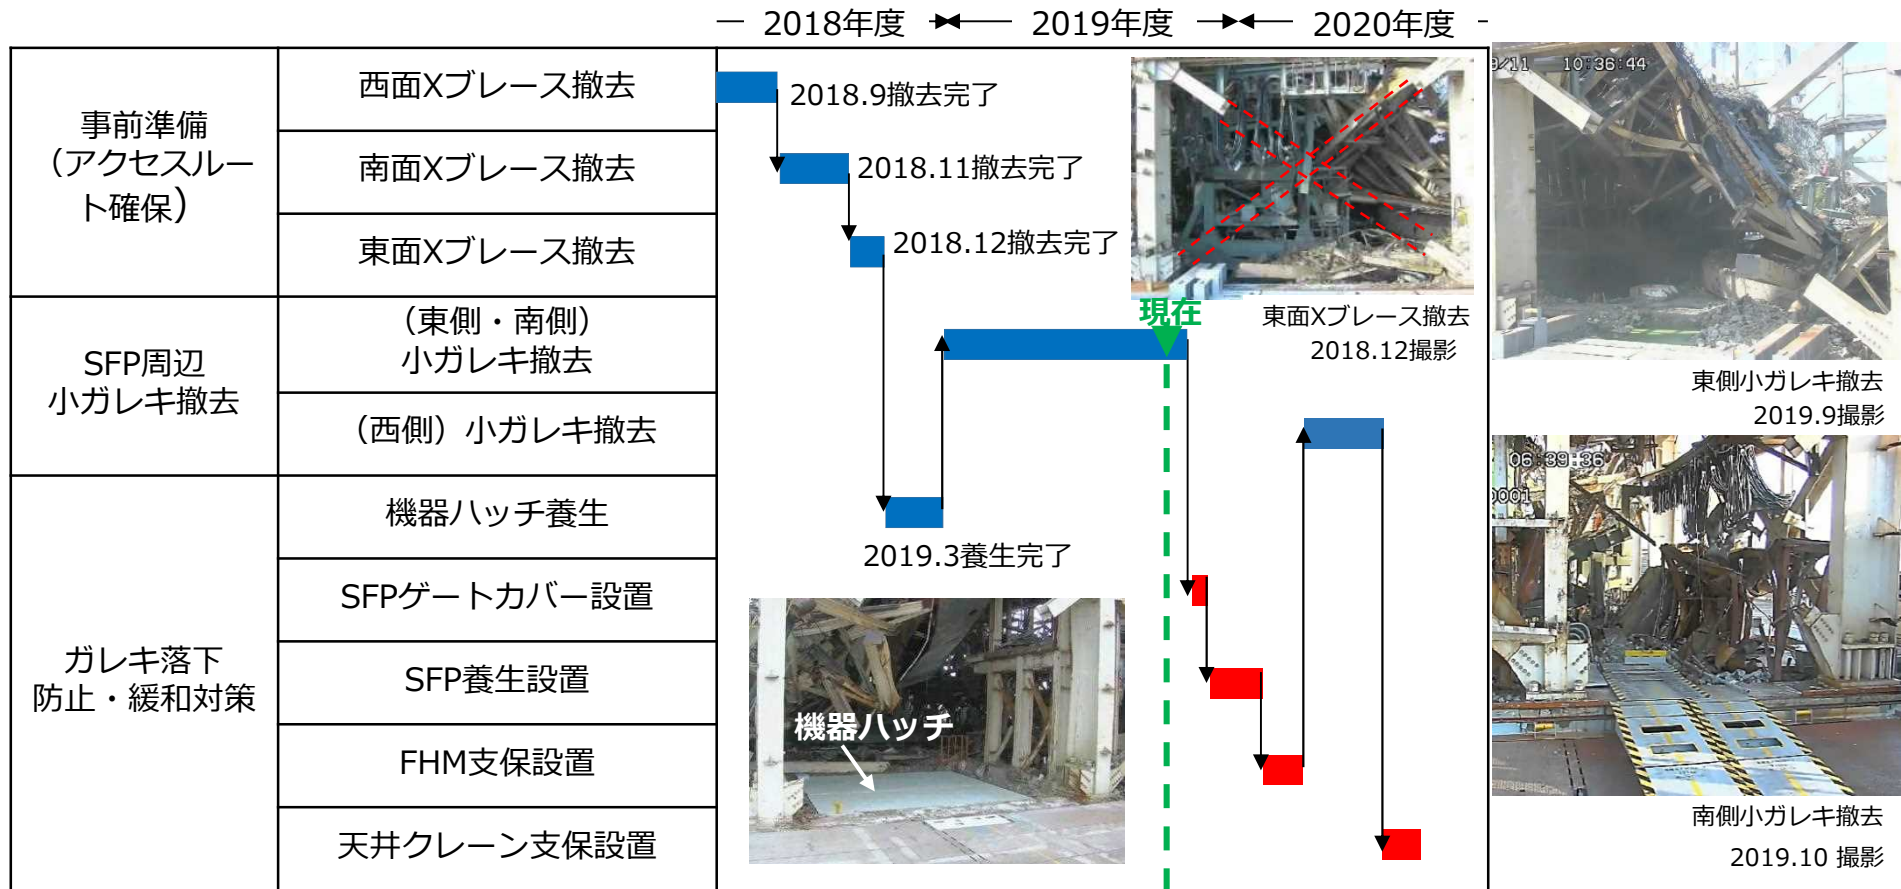 2018年度
2019年度
2020年度
事前準備
（アクセスルー
ト確保）
西面Xブレース撤去
2018.9撤去完了
南面Xブレース撤去
2018.11撤去完了
東面Xブレース撤去
2018.12撤去完了
東面Xブレース撤去
2018.12撮影
現在
SFP周辺
小ガレキ撤去
（東側・南側）
小ガレキ撤去
（西側）小ガレキ撤去
ガレキ落下
防止・緩和対策
機器ハッチ養生
2019.3養生完了
SFPゲートカバー設置
SFP養生設置
FHM支保設置
天井クレーン支保設置
機器ハッチ
9/11 10:36:44
東側小ガレキ撤去
2019.9撮影
06:39:36
0001
南側小ガレキ撤去
2019.10 撮影